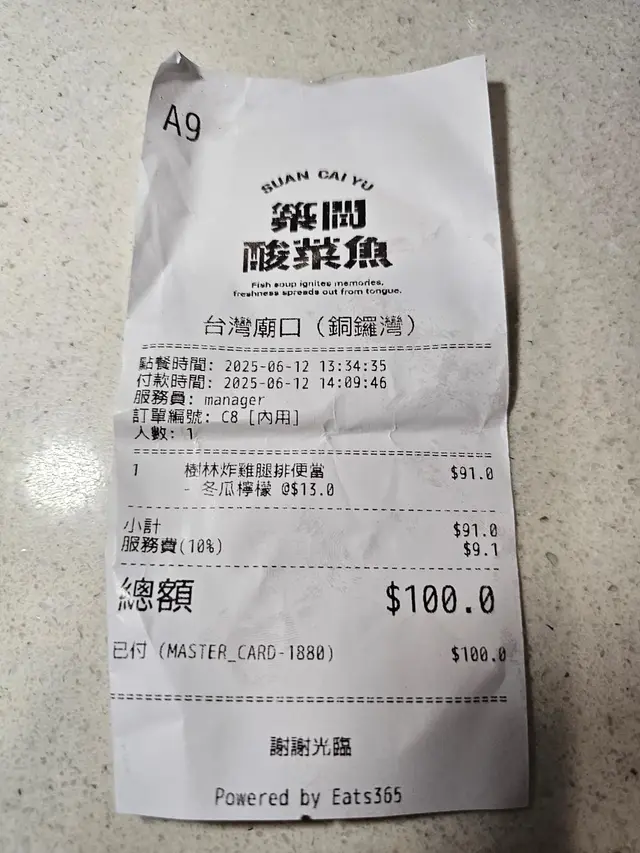 A9
SUAN CAI YU
酸菜魚
Fish soup ignites memories,
freshness spreads out from tongue.
台灣廟口（銅鑼灣）
點餐時間: 2025-06-12 13:34:35
付款時間: 2025-06-12 14:09:46
服務員: manager
訂單編號: C8 [內用]
人數: 1
1 樹林炸雞腿排便當 $91.0
- 冬瓜檸檬 @$13.0
小計 $91.0
服務費(10%) $9.1
總額 $100.0
已付 (MASTER_CARD-1880) $100.0
謝謝光臨
Powered by Eats365